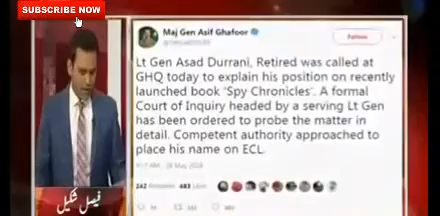 SUBSCRIBE NOW
Maj Gen Asif Ghafoor
Follow
Lt Gen Asad Durrani, Retired was called at
GHQ today to explain his position on recently
launched book 'Spy Chronicles'. A formal
Court of Inquiry headed by a serving Lt Gen
has been ordered to probe the matter in
detail. Competent authority approached to
place his name on ECL.
28 May 2018
فیصل شکیل